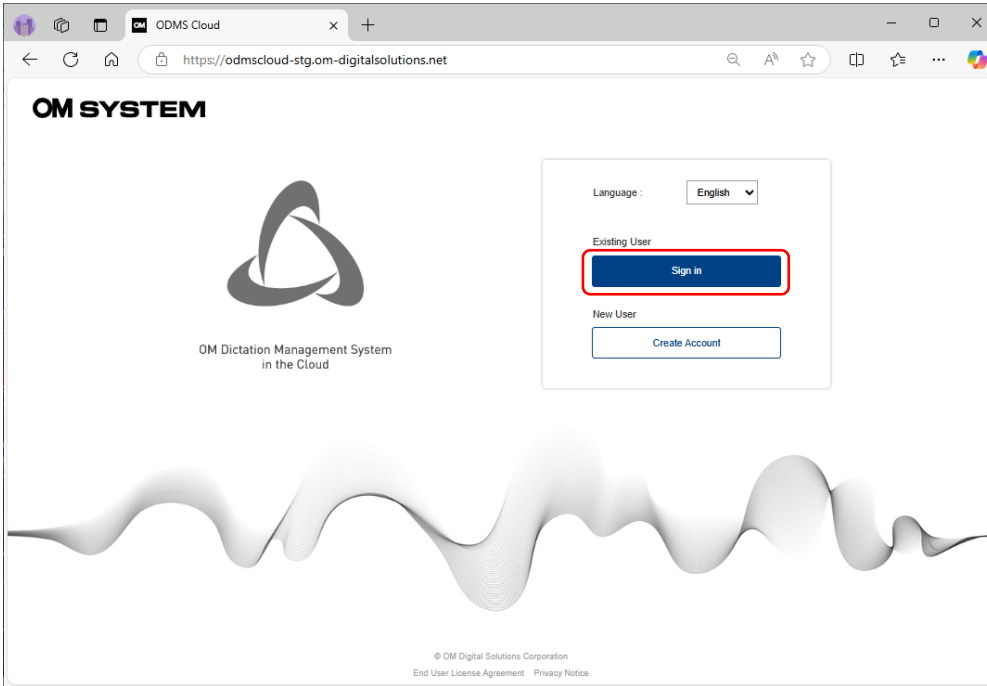 ODMS Cloud
https://odmscloud-stg.om-digitalsolutions.net
OM SYSTEM
OM Dictation Management System
in the Cloud
Language :
English
Existing User
Sign in
New User
Create Account
© OM Digital Solutions Corporation
End User License Agreement Privacy Notice